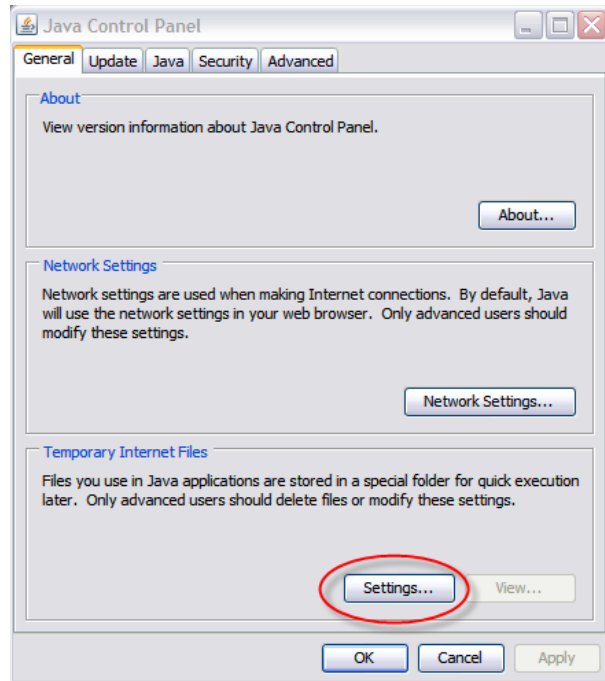 Java Control Panel
General Update Java Security Advanced
About
View version information about Java Control Panel.
About...
Network Settings
Network settings are used when making Internet connections. By default, Java
will use the network settings in your web browser. Only advanced users should
modify these settings.
Network Settings...
Temporary Internet Files
Files you use in Java applications are stored in a special folder for quick execution
later. Only advanced users should delete files or modify these settings.
Settings... View...
OK Cancel Apply